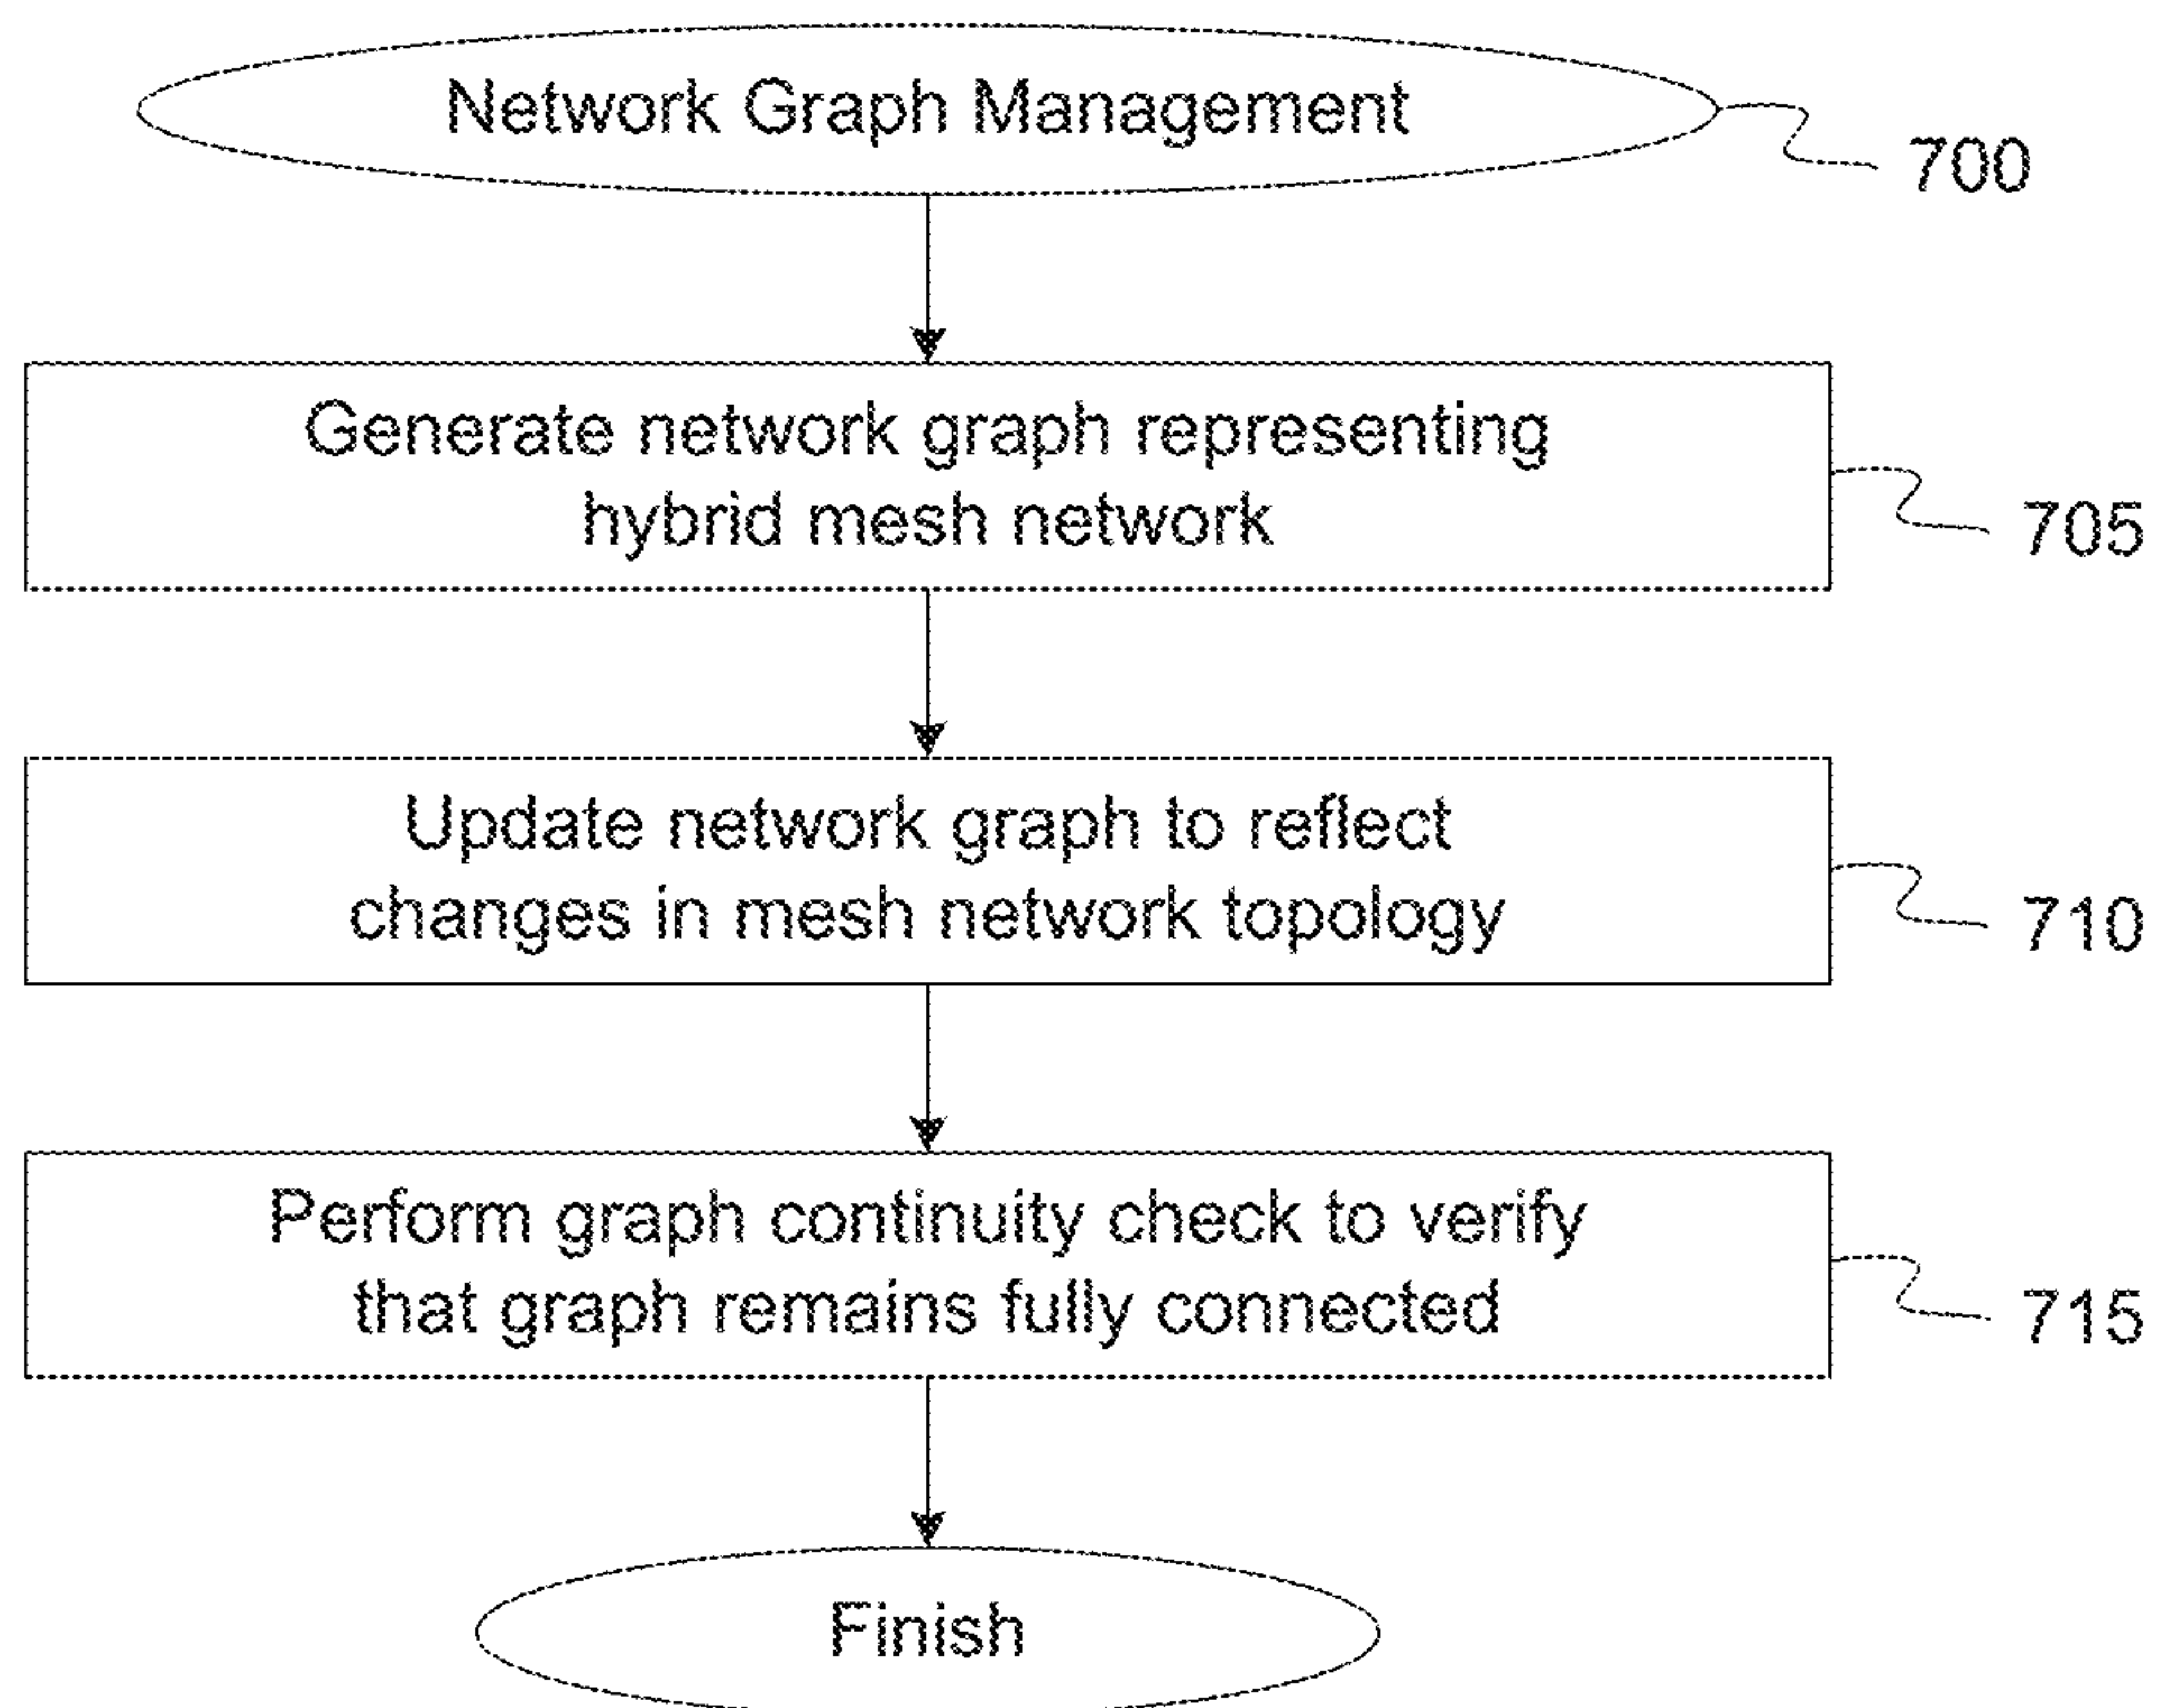 Network Graph Management
700
Generate network graph representing
hybrid mesh network
705
Update network graph to reflect
changes in mesh network topology
710
Perform graph continuity check to verify
that graph remains fully connected
715
Finish